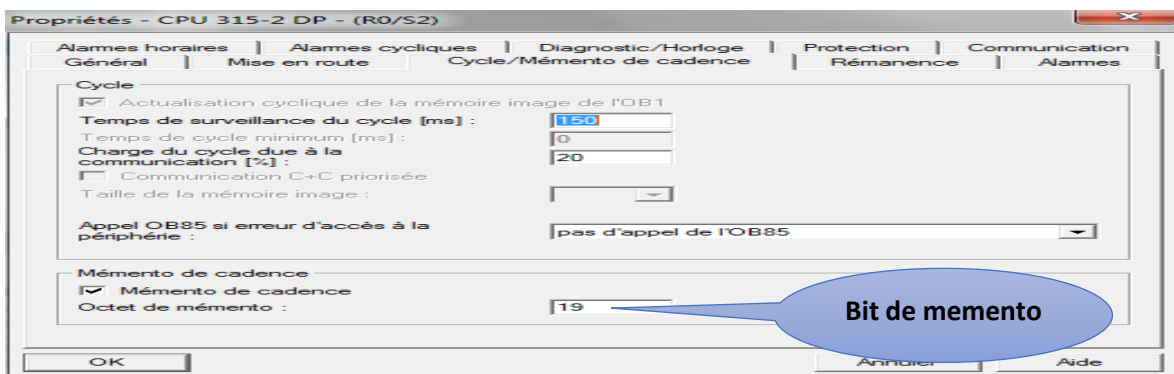 Propriétés - CPU 315-2 DP - (R0/S2)
Alarmes horaires | Alarmes cycliques | Diagnostic/Horloge | Protection | Communication
Général | Mise en route | Cycle/Mémento de cadence | Rémanence | Alarmes
Cycle
Actualisation cyclique de la mémoire image de l'OB1
Temps de surveillance du cycle [ms] : 150
Temps de cycle minimum [ms] : 0
Charge du cycle due à la
communication [%] : 20
Communication C+C priorisée
Taille de la mémoire image :
Appel OB85 si erreur d'accès à la
périphérie : pas d'appel de l'OB85
Mémento de cadence
Mémento de cadence
Octet de mémento : 19
Bit de memento
OK Annuler Aide